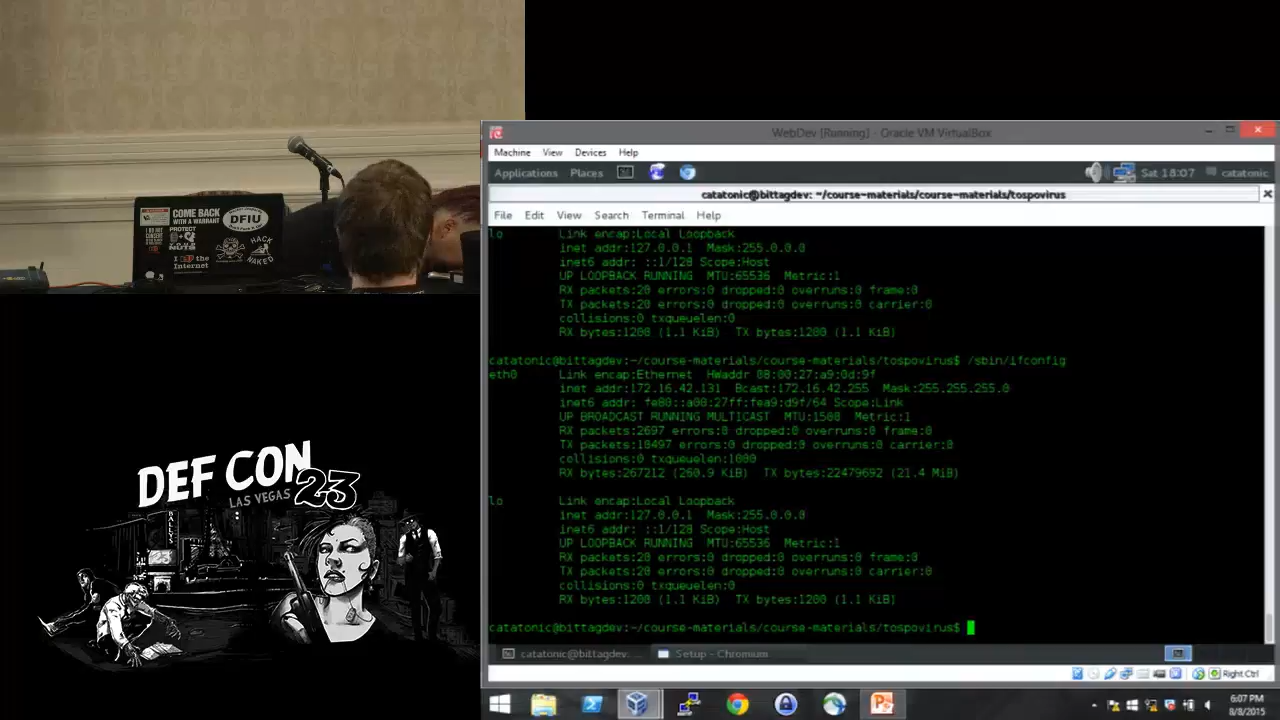 COME BACK
WITH A WARRANT
DFIU
I DO NOT
CONSENT
PROTECT
YOUR
NUTS
HACK
NAKED
I the
Internet
DEF CON
LAS VEGAS 23
BALLYS
WebDev [Running] - Oracle VM VirtualBox
Machine View Devices Help
Applications Places Sat 18:07 catatonic
catatonic@bittagdev: ~/course-materials/course-materials/tospovirus
File Edit View Search Terminal Help
lo Link encap:Local Loopback
inet addr:127.0.0.1 Mask:255.0.0.0
inet6 addr: ::1/128 Scope:Host
UP LOOPBACK RUNNING MTU:65536 Metric:1
RX packets:20 errors:0 dropped:0 overruns:0 frame:0
TX packets:20 errors:0 dropped:0 overruns:0 carrier:0
collisions:0 txqueuelen:0
RX bytes:1200 (1.1 KiB) TX bytes:1200 (1.1 KiB)
catatonic@bittagdev:~/course-materials/course-materials/tospovirus$ /sbin/ifconfig
eth0 Link encap:Ethernet HWaddr 08:00:27:a9:0d:9f
inet addr:172.16.42.131 Bcast:172.16.42.255 Mask:255.255.255.0
inet6 addr: fe80::a00:27ff:fea9:d9f/64 Scope:Link
UP BROADCAST RUNNING MULTICAST MTU:1500 Metric:1
RX packets:2697 errors:0 dropped:0 overruns:0 frame:0
TX packets:18497 errors:0 dropped:0 overruns:0 carrier:0
collisions:0 txqueuelen:1000
RX bytes:267212 (260.9 KiB) TX bytes:22479692 (21.4 MiB)
lo Link encap:Local Loopback
inet addr:127.0.0.1 Mask:255.0.0.0
inet6 addr: ::1/128 Scope:Host
UP LOOPBACK RUNNING MTU:65536 Metric:1
RX packets:20 errors:0 dropped:0 overruns:0 frame:0
TX packets:20 errors:0 dropped:0 overruns:0 carrier:0
collisions:0 txqueuelen:0
RX bytes:1200 (1.1 KiB) TX bytes:1200 (1.1 KiB)
catatonic@bittagdev:~/course-materials/course-materials/tospovirus$
catatonic@bittagdev: ... Setup - Chromium
Right Ctrl
6:07 PM
8/8/2015